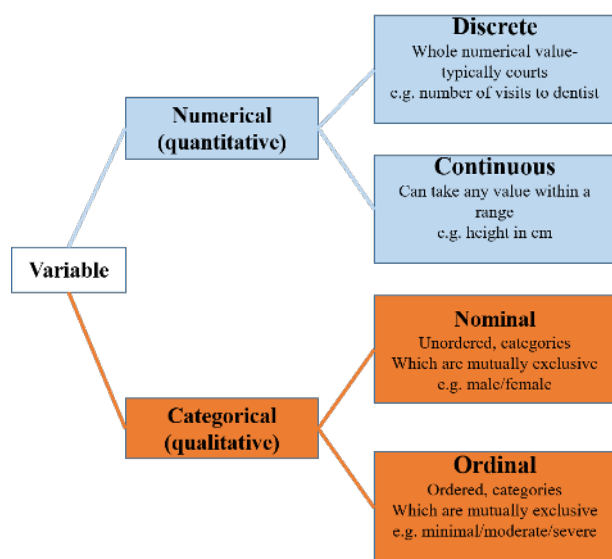 Discrete
Whole numerical value-
typically courts
e.g. number of visits to dentist
Numerical
(quantitative)
Continuous
Can take any value within a
range
e.g. height in cm
Variable
Nominal
Unordered, categories
Which are mutually exclusive
e.g. male/female
Categorical
(qualitative)
Ordinal
Ordered, categories
Which are mutually exclusive
e.g. minimal/moderate/severe